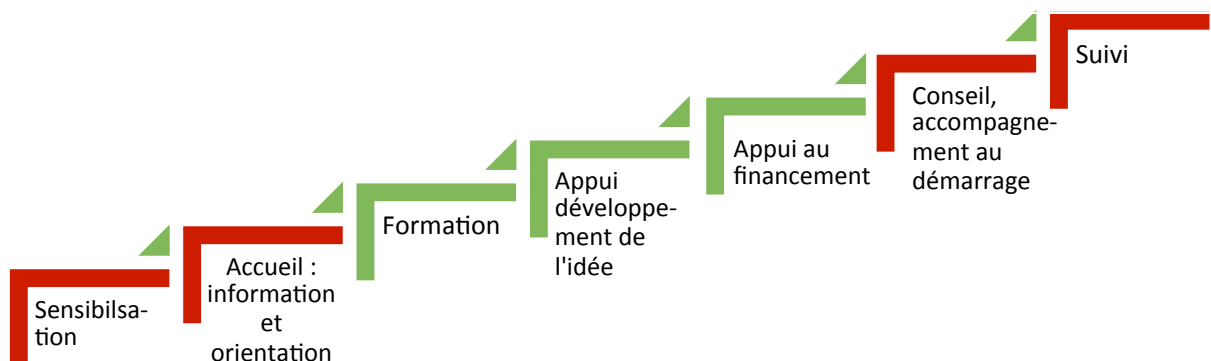 Sensibilsa-
tion
Accueil :
information
et
orientation
Formation
Appui
développe-
ment de
l'idée
Appui au
financement
Conseil,
accompagne-
ment au
démarrage
Suivi